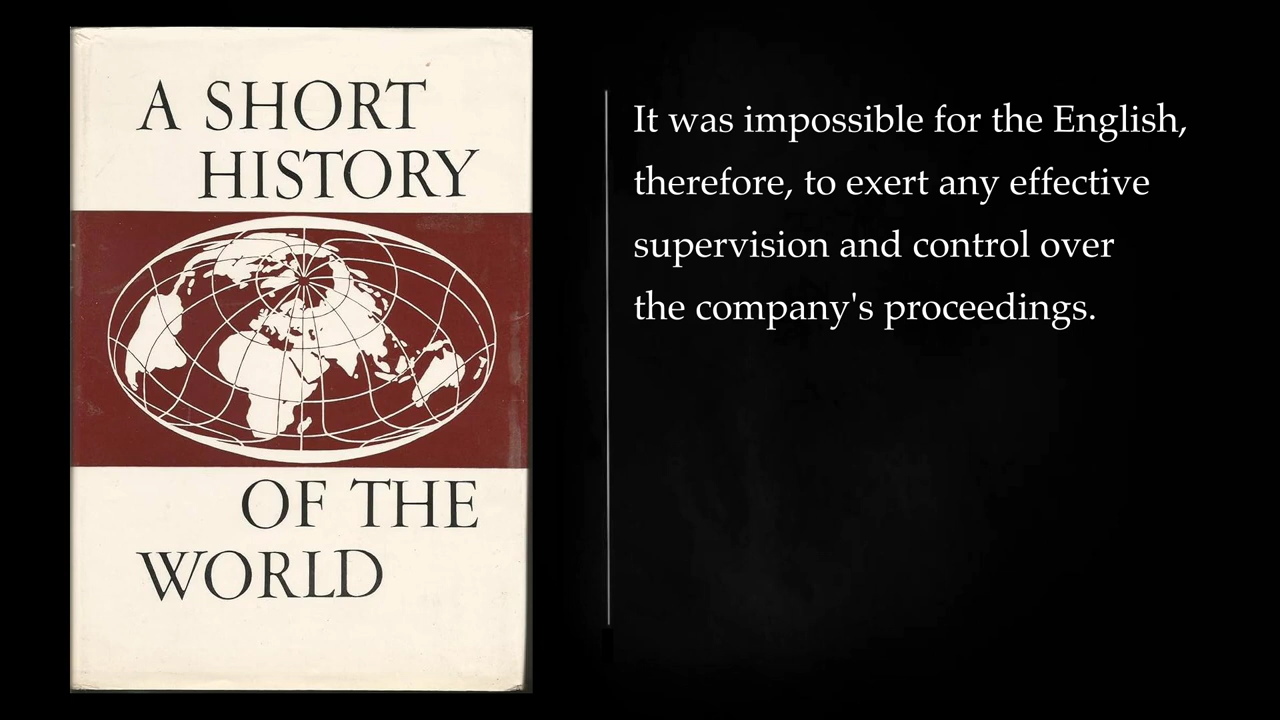 A SHORT
HISTORY
OF THE
WORLD
It was impossible for the English,
therefore, to exert any effective
supervision and control over
the company's proceedings.